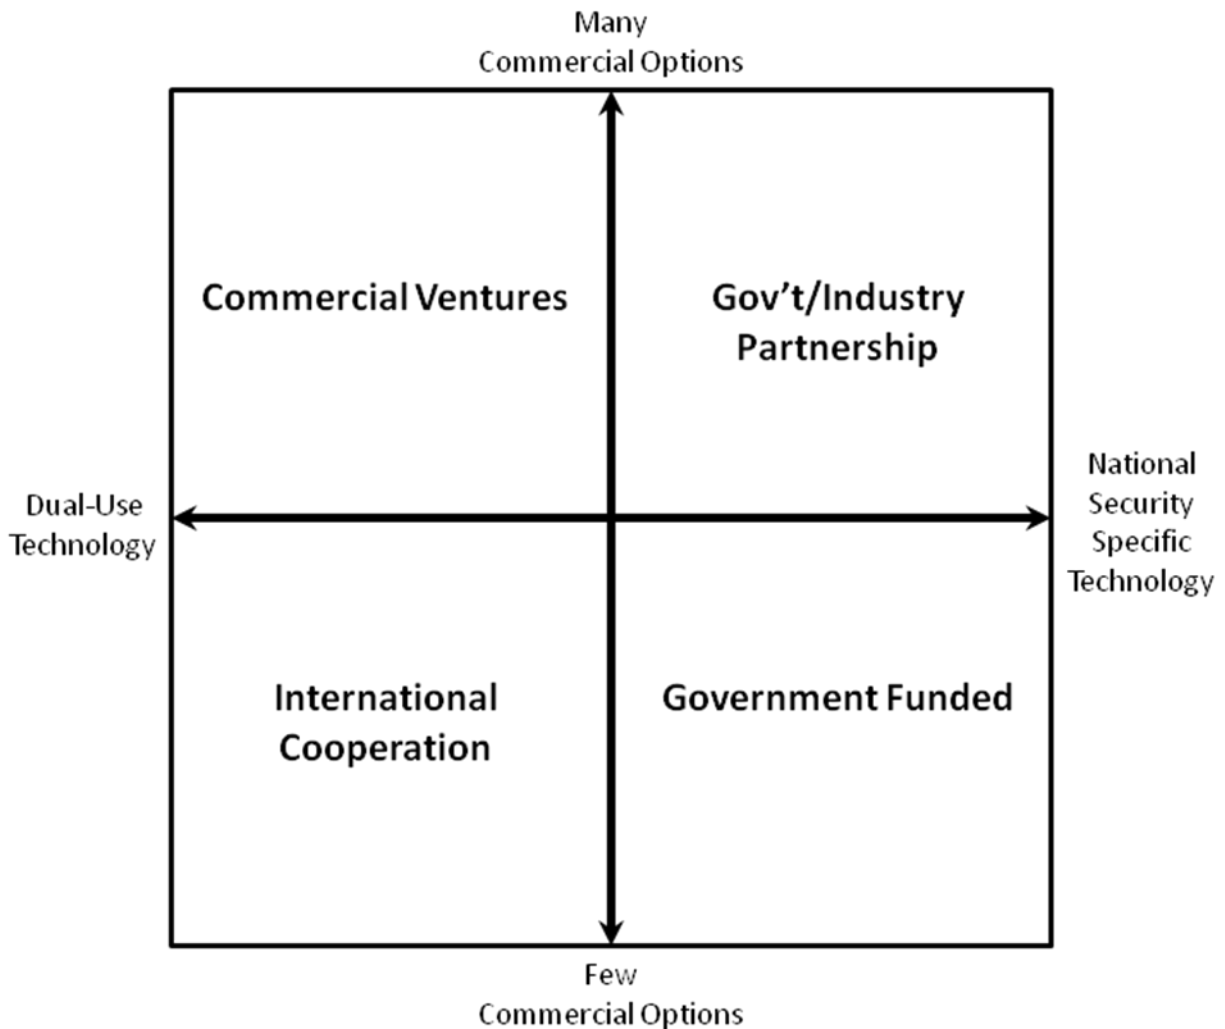 Many
Commercial Options
Commercial Ventures
Gov't/Industry
Partnership
Dual-Use
Technology
National
Security
Specific
Technology
International
Cooperation
Government Funded
Few
Commercial Options